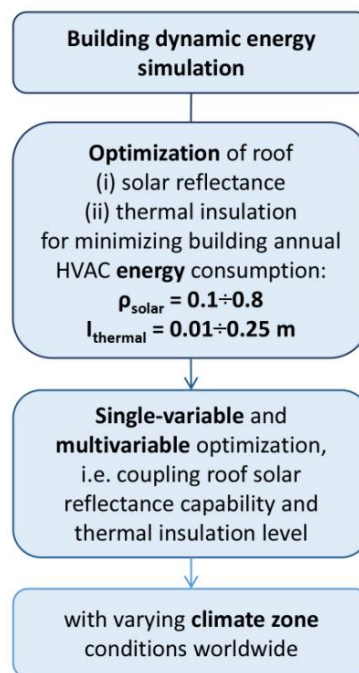 Building dynamic energy
simulation
Optimization of roof
(i) solar reflectance
(ii) thermal insulation
for minimizing building annual
HVAC energy consumption:
ρsolar = 0.1÷0.8
Ithermal = 0.01÷0.25 m
Single-variable and
multivariable optimization,
i.e. coupling roof solar
reflectance capability and
thermal insulation level
with varying climate zone
conditions worldwide